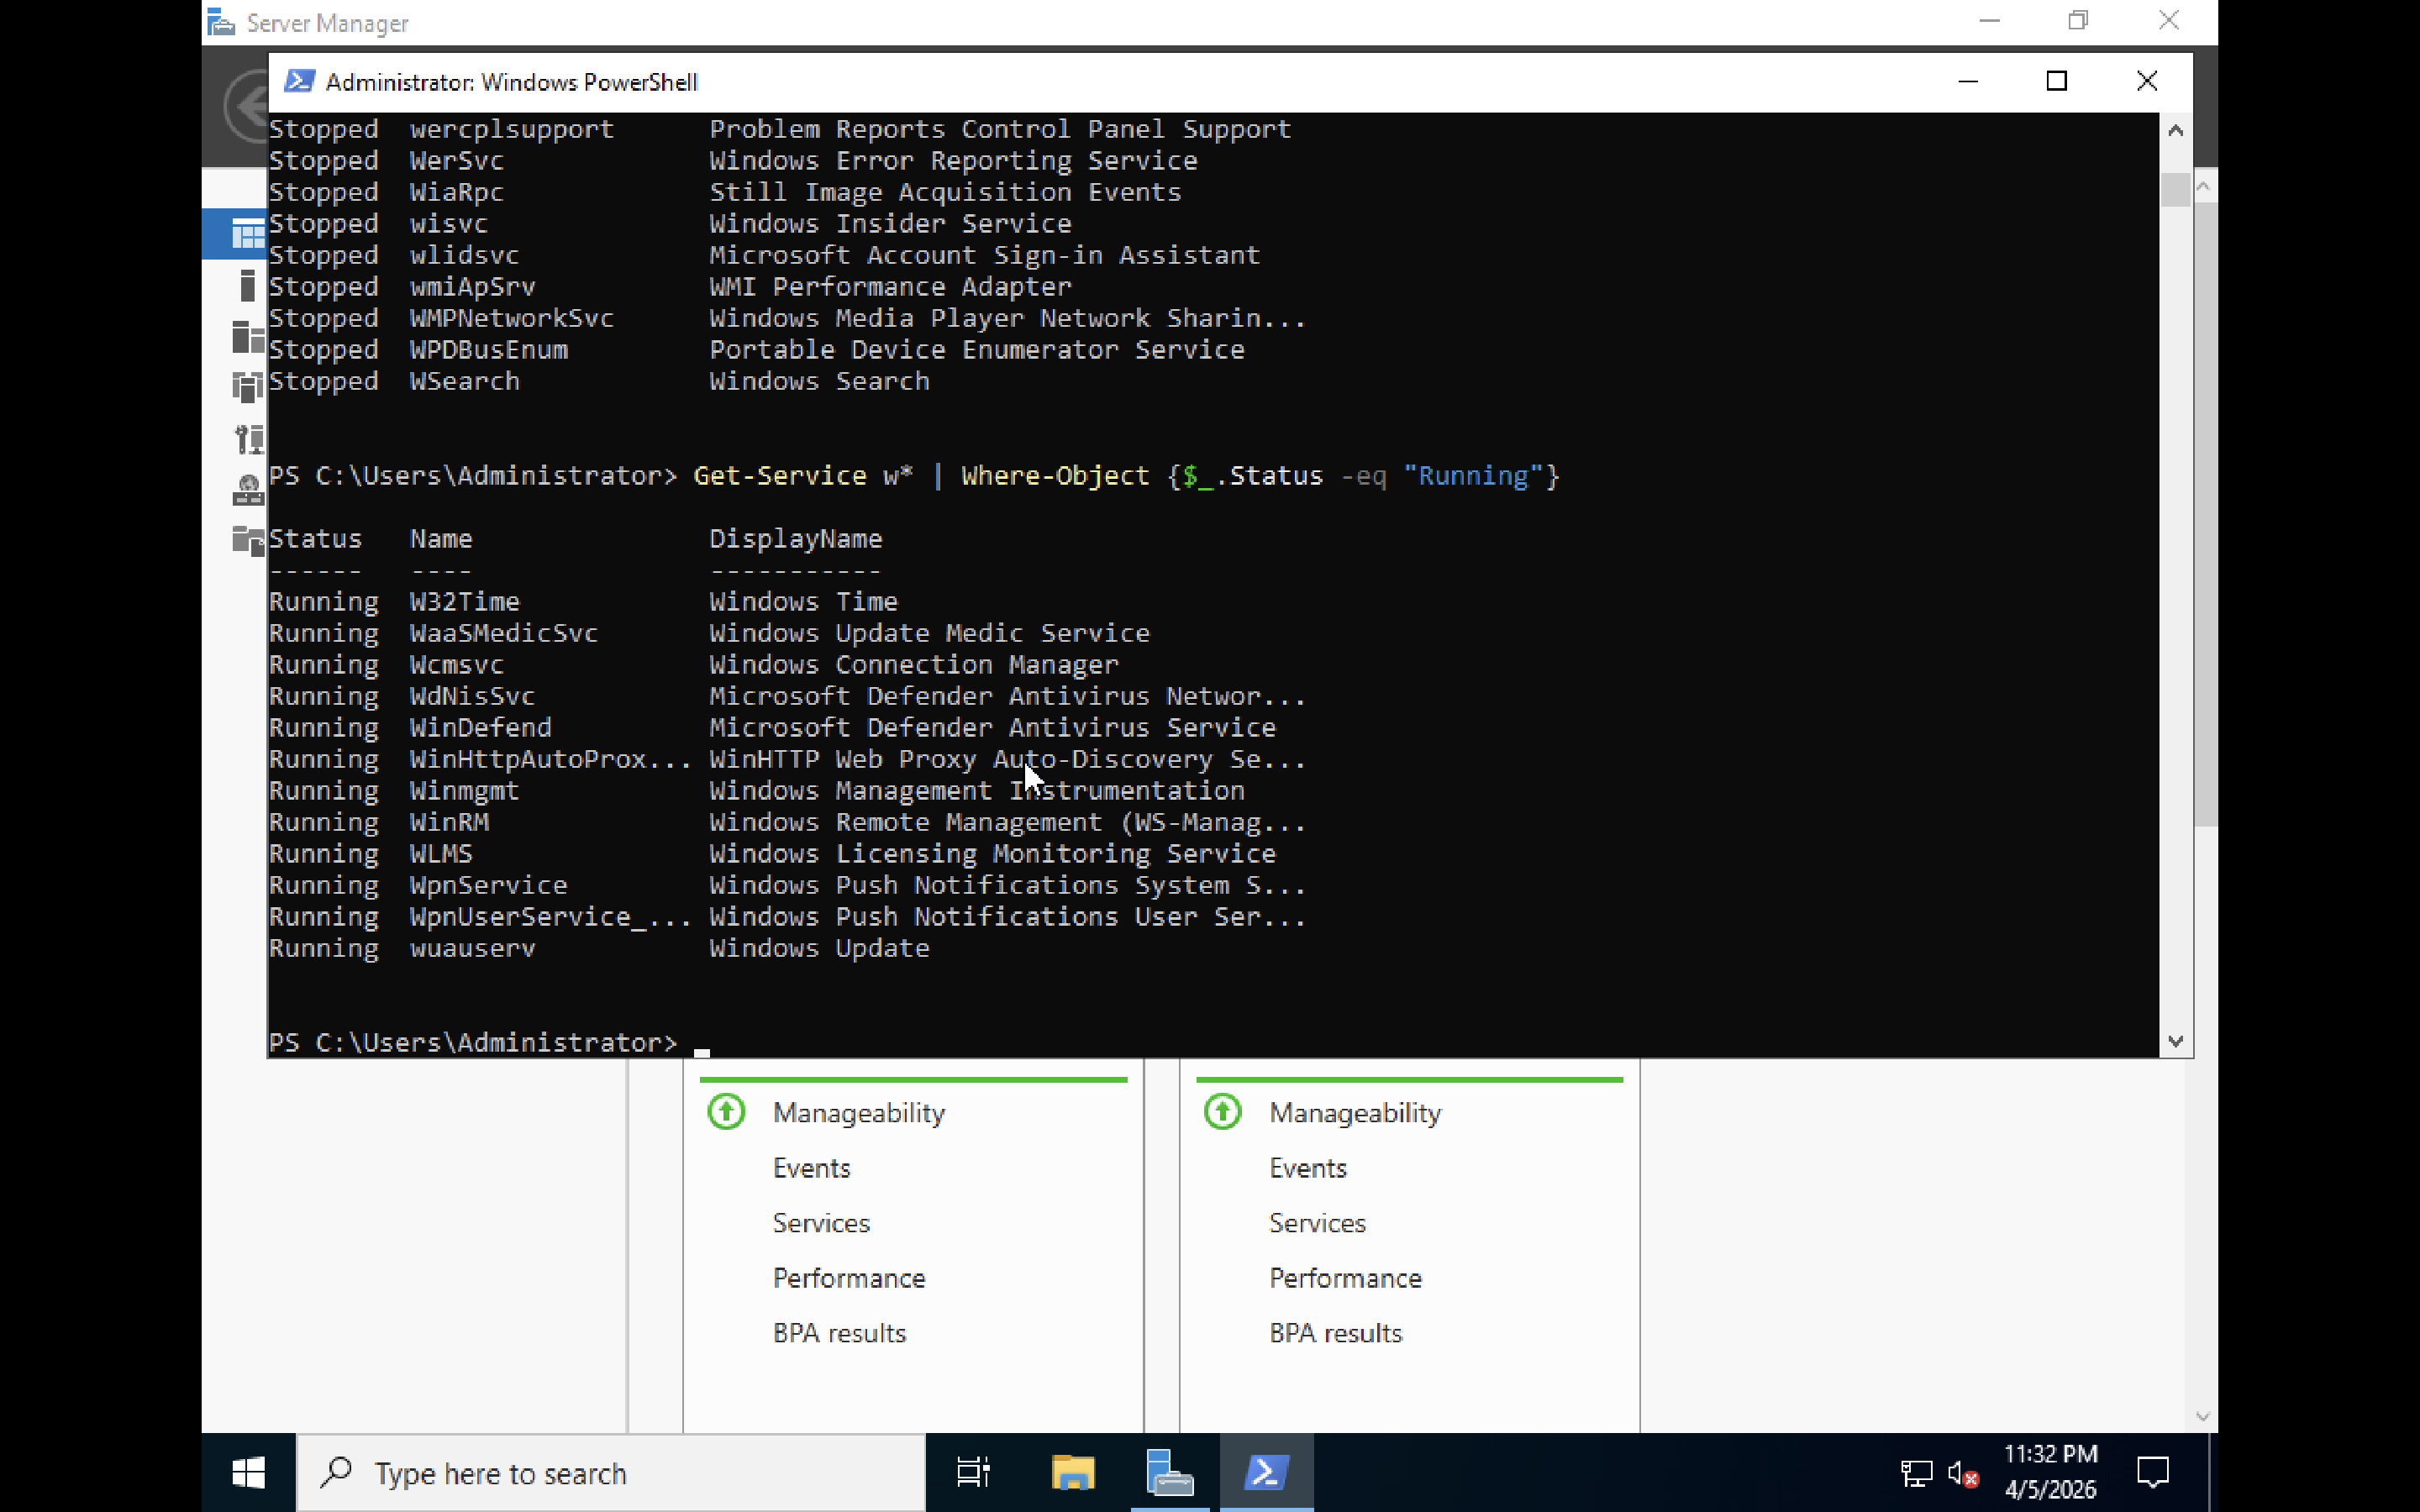 Server Manager
Administrator: Windows PowerShell
Stopped  wercplsupport      Problem Reports Control Panel Support
Stopped  WerSvc             Windows Error Reporting Service
Stopped  WiaRpc             Still Image Acquisition Events
Stopped  wisvc              Windows Insider Service
Stopped  wlidsvc            Microsoft Account Sign-in Assistant
Stopped  wmiApSrv           WMI Performance Adapter
Stopped  WMPNetworkSvc      Windows Media Player Network Sharin...
Stopped  WPDBusEnum         Portable Device Enumerator Service
Stopped  WSearch            Windows Search
PS C:\Users\Administrator> Get-Service w* | Where-Object {$_.Status -eq "Running"}
Status   Name               DisplayName
------   ----               -----------
Running  W32Time            Windows Time
Running  WaaSMedicSvc       Windows Update Medic Service
Running  Wcmsvc             Windows Connection Manager
Running  WdNisSvc           Microsoft Defender Antivirus Networ...
Running  WinDefend          Microsoft Defender Antivirus Service
Running  WinHttpAutoProx... WinHTTP Web Proxy Auto-Discovery Se...
Running  Winmgmt            Windows Management Instrumentation
Running  WinRM              Windows Remote Management (WS-Manag...
Running  WLMS               Windows Licensing Monitoring Service
Running  WpnService         Windows Push Notifications System S...
Running  WpnUserService_... Windows Push Notifications User Ser...
Running  wuauserv           Windows Update
PS C:\Users\Administrator>
Manageability
Events
Services
Performance
BPA results
Manageability
Events
Services
Performance
BPA results
Type here to search
11:32 PM
4/5/2026